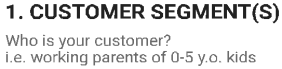 1. CUSTOMER SEGMENT(S)
Who is your customer?
i.e. working parents of 0-5 y.o. kids